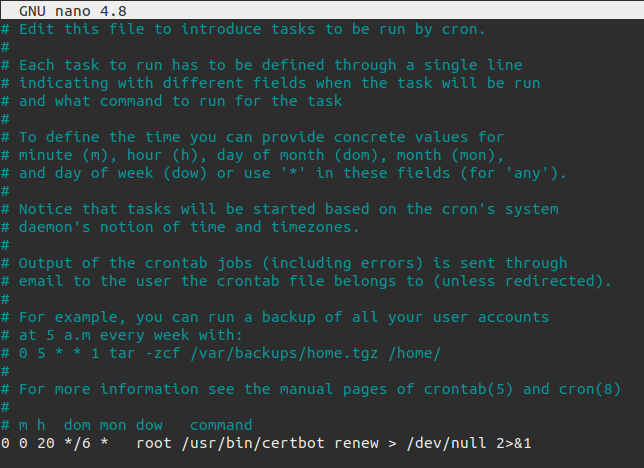 GNU nano 4.8
# Edit this file to introduce tasks to be run by cron.
#
# Each task to run has to be defined through a single line
# indicating with different fields when the task will be run
# and what command to run for the task
#
# To define the time you can provide concrete values for
# minute (m), hour (h), day of month (dom), month (mon),
# and day of week (dow) or use '*' in these fields (for 'any').
#
# Notice that tasks will be started based on the cron's system
# daemon's notion of time and timezones.
#
# Output of the crontab jobs (including errors) is sent through
# email to the user the crontab file belongs to (unless redirected).
#
# For example, you can run a backup of all your user accounts
# at 5 a.m every week with:
# 0 5 * * 1 tar -zcf /var/backups/home.tgz /home/
#
# For more information see the manual pages of crontab(5) and cron(8)
#
# m h  dom mon dow   command
0 0 20 */6 *   root /usr/bin/certbot renew > /dev/null 2>&1